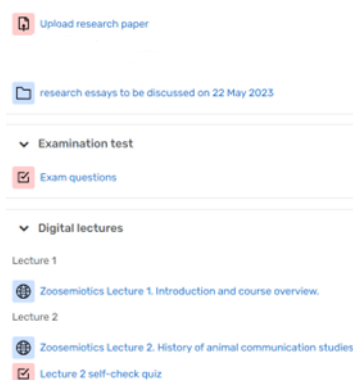 Upload research paper
research essays to be discussed on 22 May 2023
Examination test
Exam questions
Digital lectures
Lecture 1
Zoosemiotics Lecture 1. Introduction and course overview.
Lecture 2
Zoosemiotics Lecture 2. History of animal communication studies
Lecture 2 self-check quiz